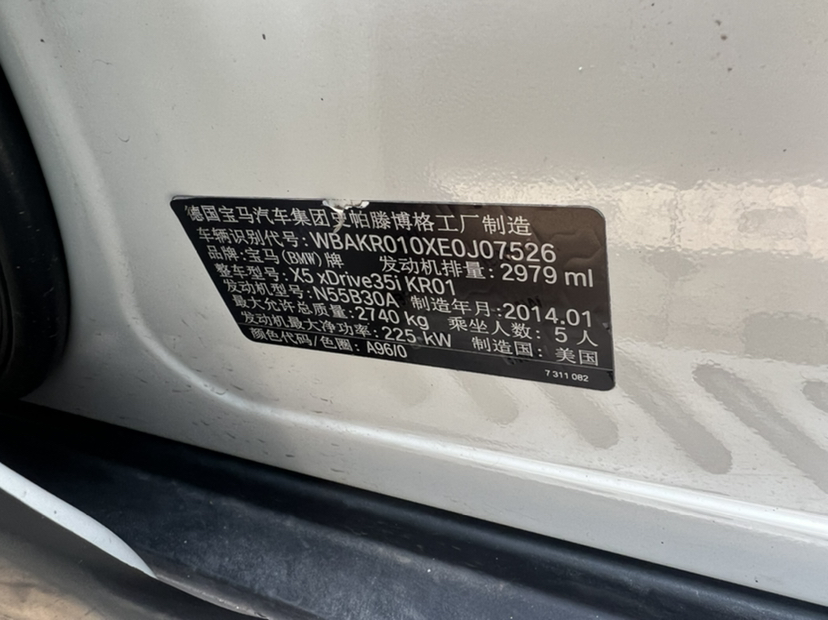 德国宝马汽车集团史帕滕博格工厂制造
车辆识别代号: WBAKR010XE0J07526
品牌: 宝马(BMW)牌 发动机排量: 2979 ml
整车型号: X5 xDrive35i KR01
发动机型号: N55B30A 制造年月: 2014.01
最大允许总质量: 2740 kg 乘坐人数: 5 人
发动机最大净功率: 225 kW 制造国: 美国
颜色代码/色圈: A96/0
7 311 082